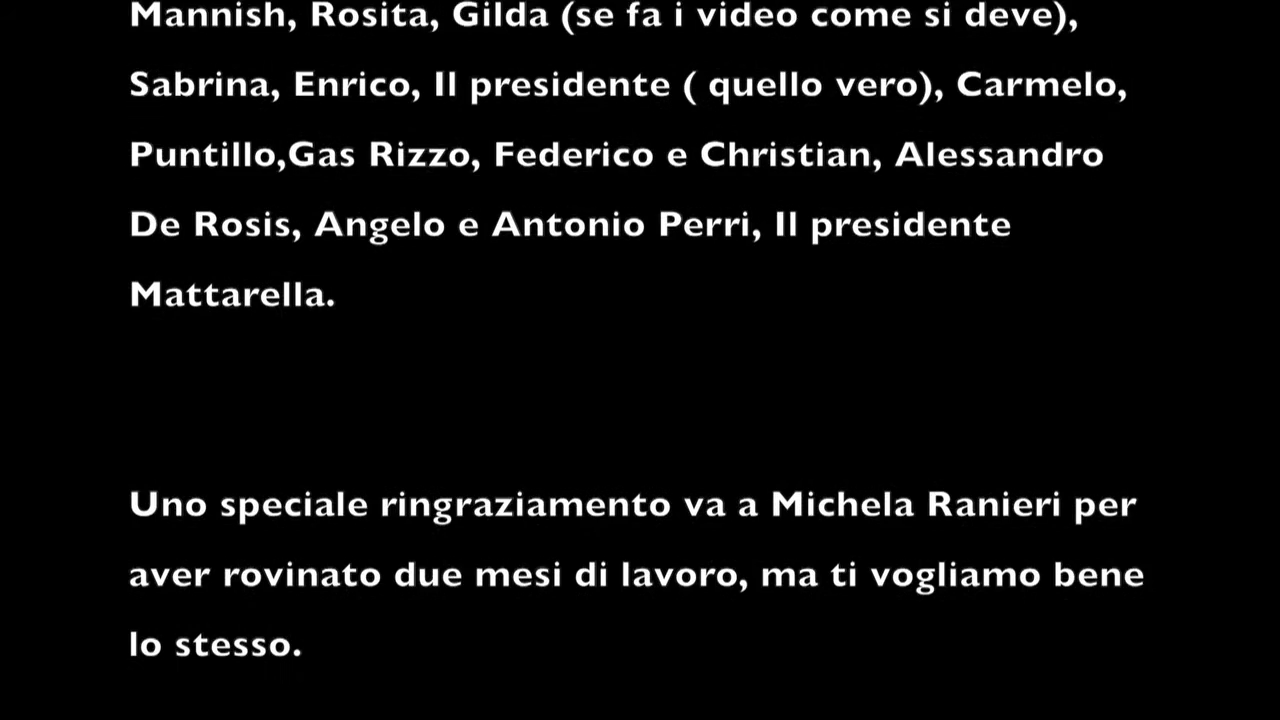 Mannish, Rosita, Gilda (se fa i video come si deve),
Sabrina, Enrico, Il presidente ( quello vero), Carmelo,
Puntillo,Gas Rizzo, Federico e Christian, Alessandro
De Rosis, Angelo e Antonio Perri, Il presidente
Mattarella.
Uno speciale ringraziamento va a Michela Ranieri per
aver rovinato due mesi di lavoro, ma ti vogliamo bene
lo stesso.